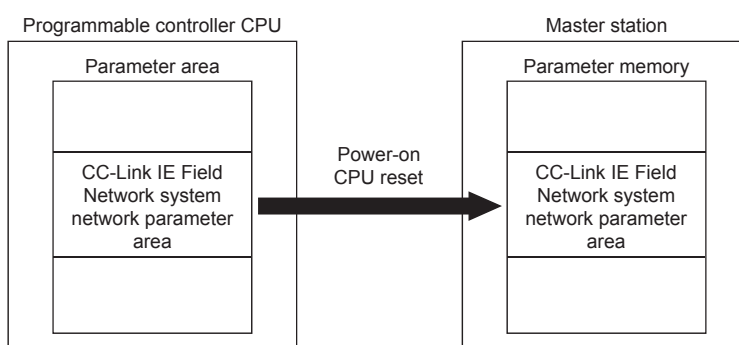 Programmable controller CPU
Master station
Parameter area
Parameter memory
CC-Link IE Field
Network system
network parameter
area
Power-on
CPU reset
CC-Link IE Field
Network system
network parameter
area